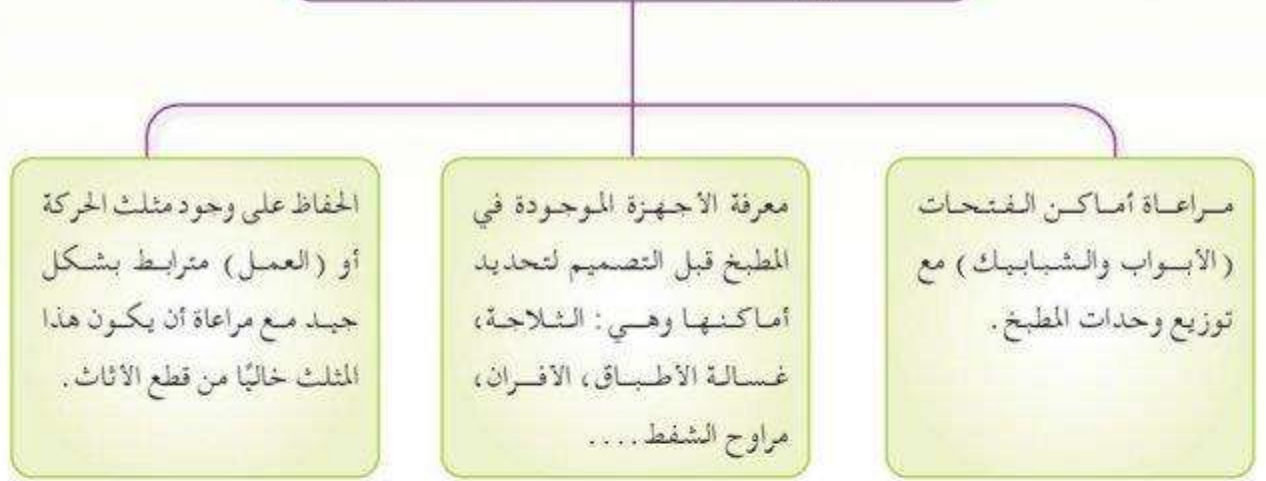 مراعاة أماكن الفتحات
(الأبواب والشبابيك) مع
توزيع وحدات المطبخ.
معرفة الأجهزة الموجودة في
المطبخ قبل التصميم لتحديد
أماكنها وهي: الثلاجة،
غسالة الأطباق، الأفران،
مراوح الشفط....
الحفاظ على وجود مثلث الحركة
أو (العمل) مترابط بشكل
جيد مع مراعاة أن يكون هذا
المثلث خاليًا من قطع الأثاث.